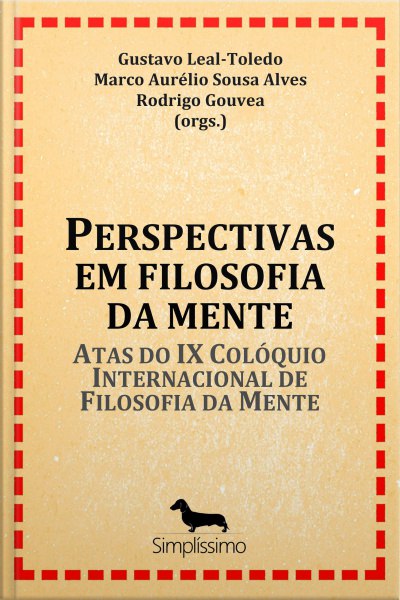 Gustavo Leal-Toledo
Marco Aurélio Sousa Alves
Rodrigo Gouvea
(orgs.)
PERSPECTIVAS
EM FILOSOFIA
DA MENTE
ATAS DO IX COLÓQUIO
INTERNACIONAL DE
FILOSOFIA DA MENTE
Simplíssimo